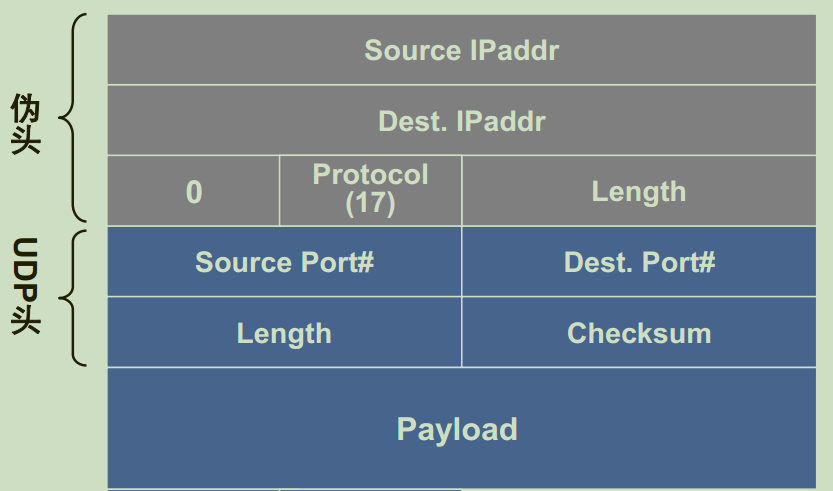 伪头
Source IPaddr
Dest. IPaddr
0
Protocol
(17)
Length
UDP头
Source Port#
Dest. Port#
Length
Checksum
Payload